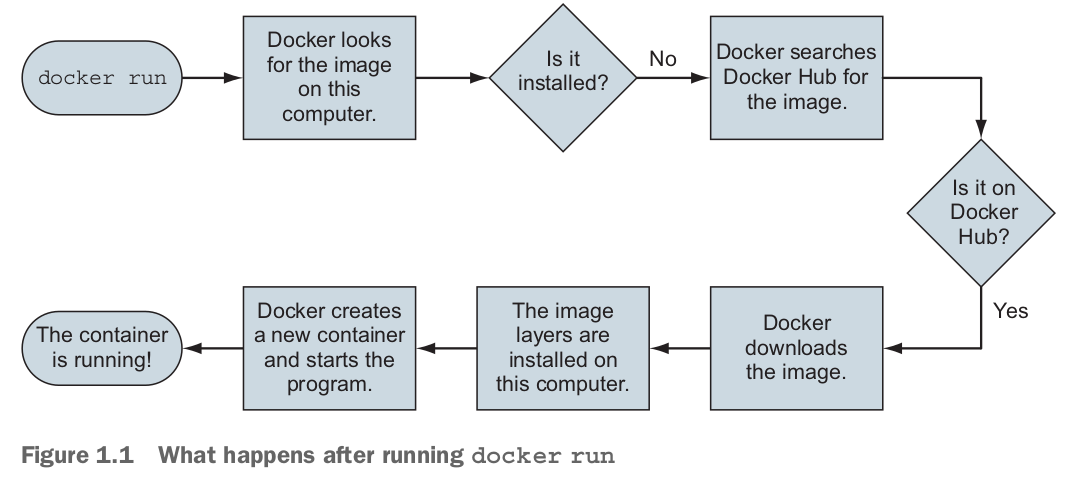 docker run
Docker looks
for the image
on this
computer.
Is it
installed?
No
Docker searches
Docker Hub for
the image.
Is it on
Docker
Hub?
Yes
Docker
downloads
the image.
The image
layers are
installed on
this computer.
Docker creates
a new container
and starts the
program.
The container
is running!
Figure 1.1 What happens after running docker run